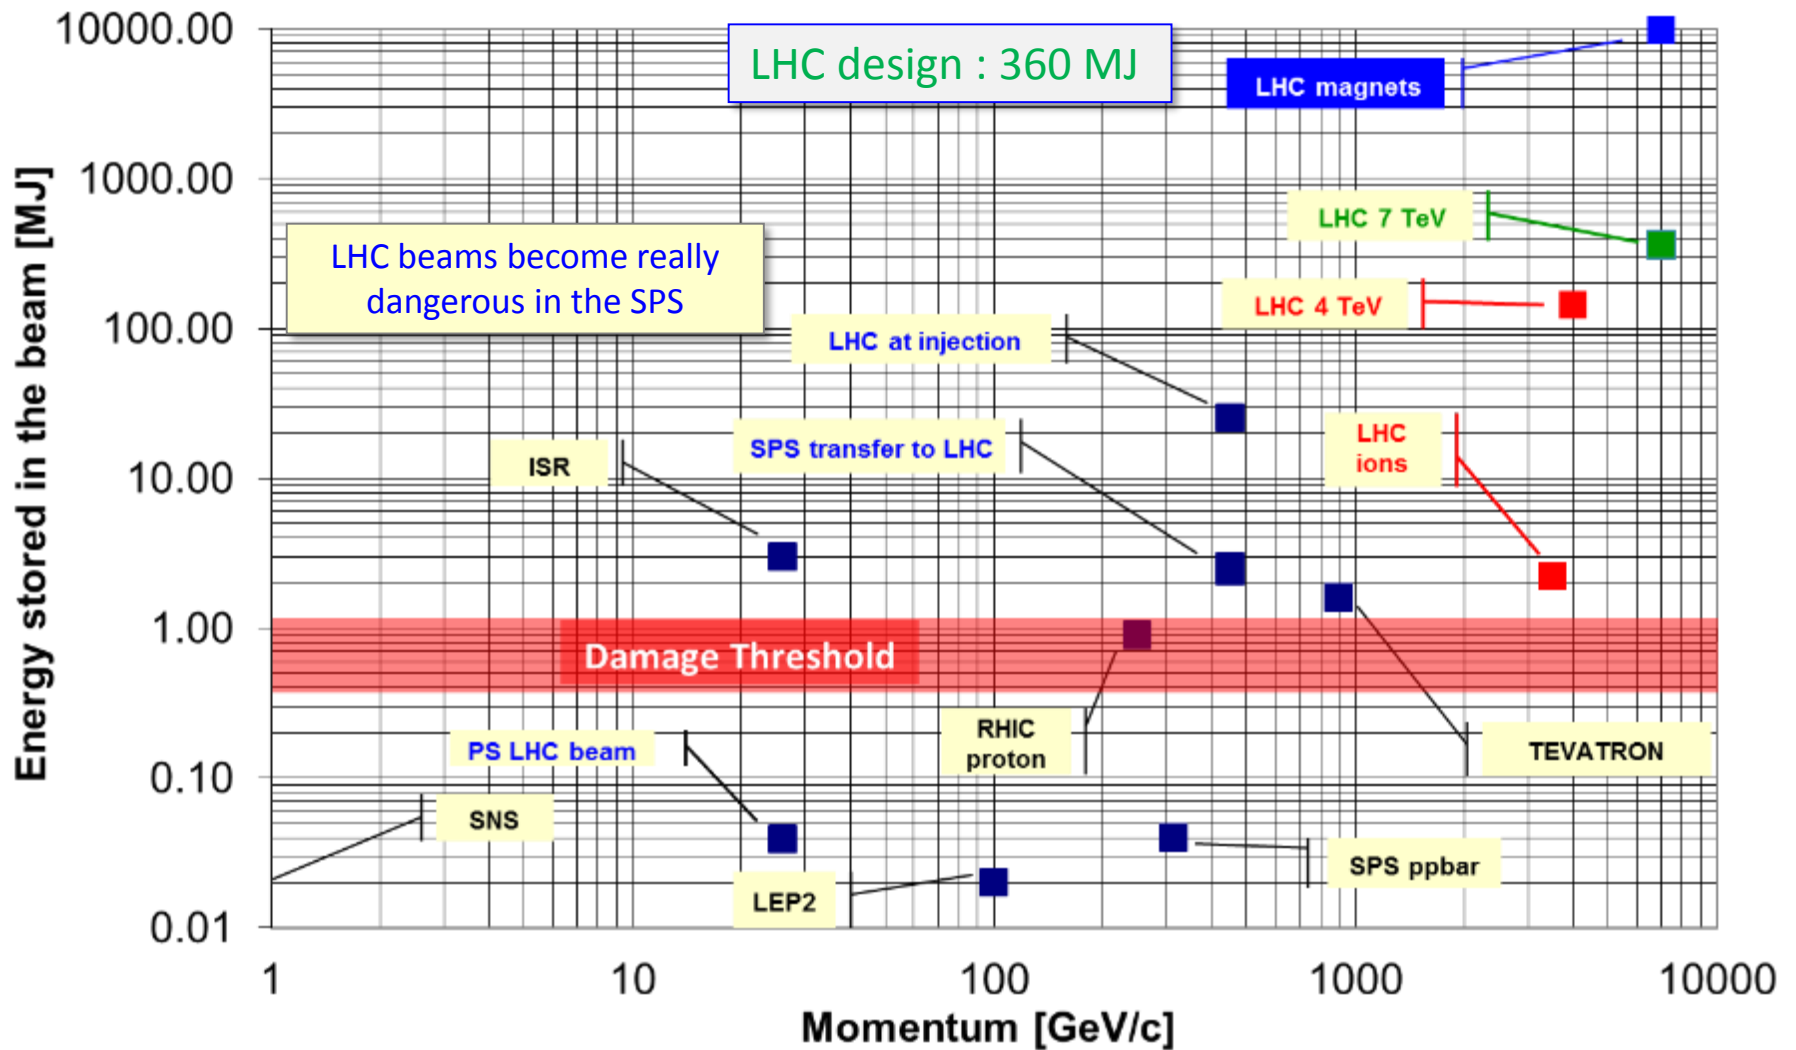 10000.00
LHC design : 360 MJ
LHC magnets
1000.00
LHC 7 TeV
LHC beams become really
dangerous in the SPS
LHC 4 TeV
100.00
LHC at injection
LHC
ions
SPS transfer to LHC
ISR
10.00
1.00
Damage Threshold
RHIC
proton
PS LHC beam
TEVATRON
0.10
SNS
SPS ppbar
LEP2
0.01
1 10 100 1000 10000
Momentum [GeV/c]
Energy stored in the beam [MJ]